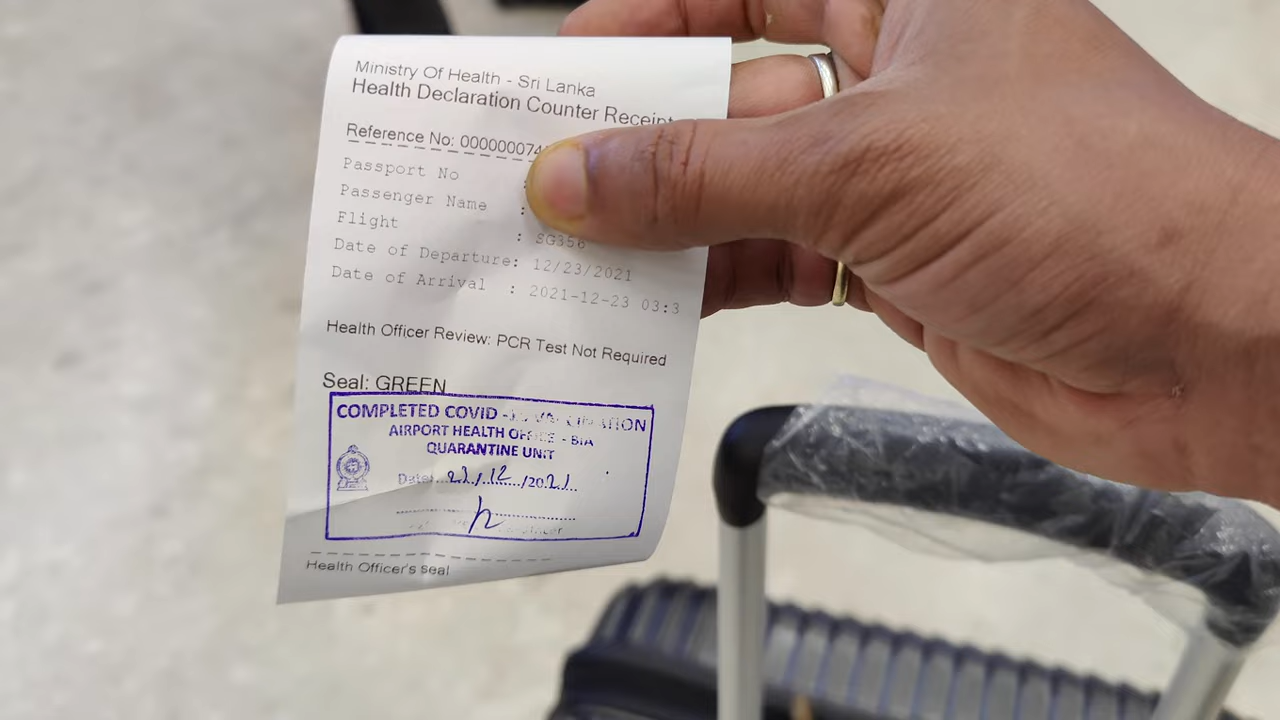 Ministry Of Health - Sri Lanka
Health Declaration Counter Receipt
Reference No: 000000074
Passport No :
Passenger Name :
Flight : SG356
Date of Departure: 12/23/2021
Date of Arrival : 2021-12-23 03:3
Health Officer Review: PCR Test Not Required
Seal: GREEN
COMPLETED COVID -
AIRPORT HEALTH OFFICE - BIA
QUARANTINE UNIT
Date: 23/12/2021
Health Officer's seal